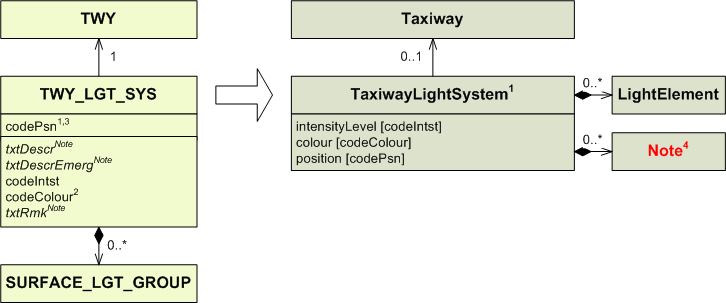 TWY
1
TWY_LGT_SYS
codePsn1,3
txtDescrNote
txtDescrEmergNote
codeIntst
codeColour2
txtRmkNote
0..*
SURFACE_LGT_GROUP
Taxiway
0..1
TaxiwayLightSystem1
intensityLevel [codeIntst]
colour [codeColour]
position [codePsn]
0..*
LightElement
0..*
Note4